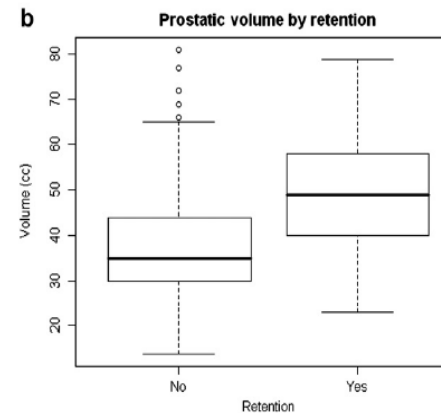 b
Prostatic volume by retention
Volume (cc)
80
70
60
50
40
30
20
No
Yes
Retention